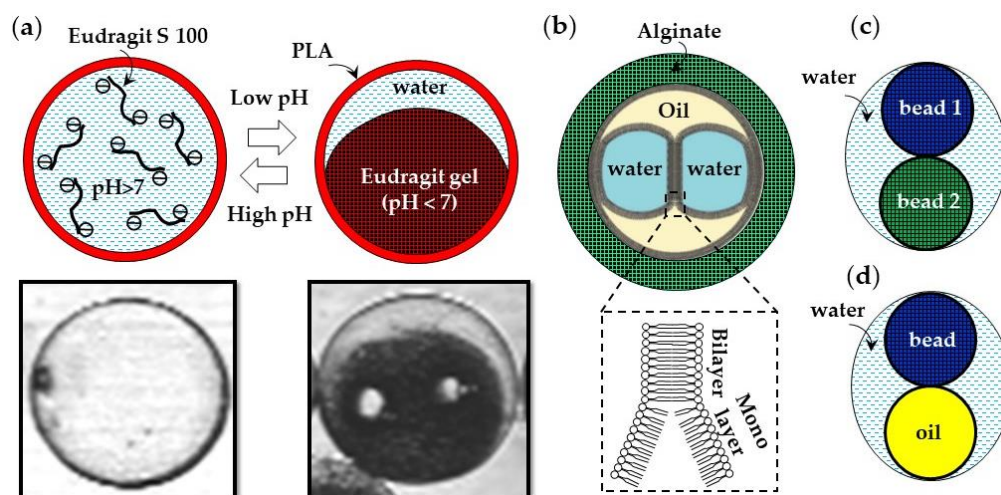 (a)
Eudragit S 100
pH>7
Low pH
High pH
PLA
water
Eudragit gel
(pH < 7)
(b)
Alginate
Oil
water
water
Bilayer
layer
Mono
layer
(c)
water
bead 1
bead 2
(d)
water
bead
oil